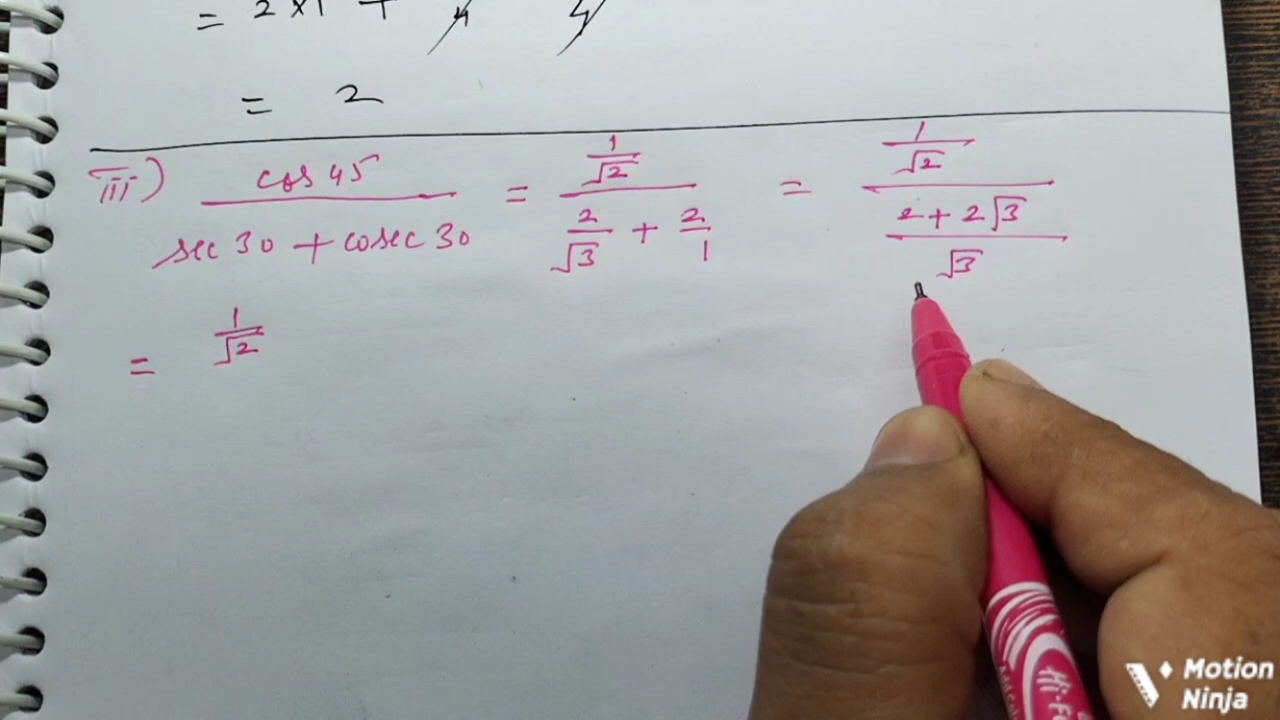 = 2 × 1 +
= 2
iii) cos 45 / sec 30 + cosec 30 = 1/√2 / 2/√3 + 2/1 = 1/√2 / 2 + 2√3 / √3
= 1/√2
Hi-
Motion
Ninja